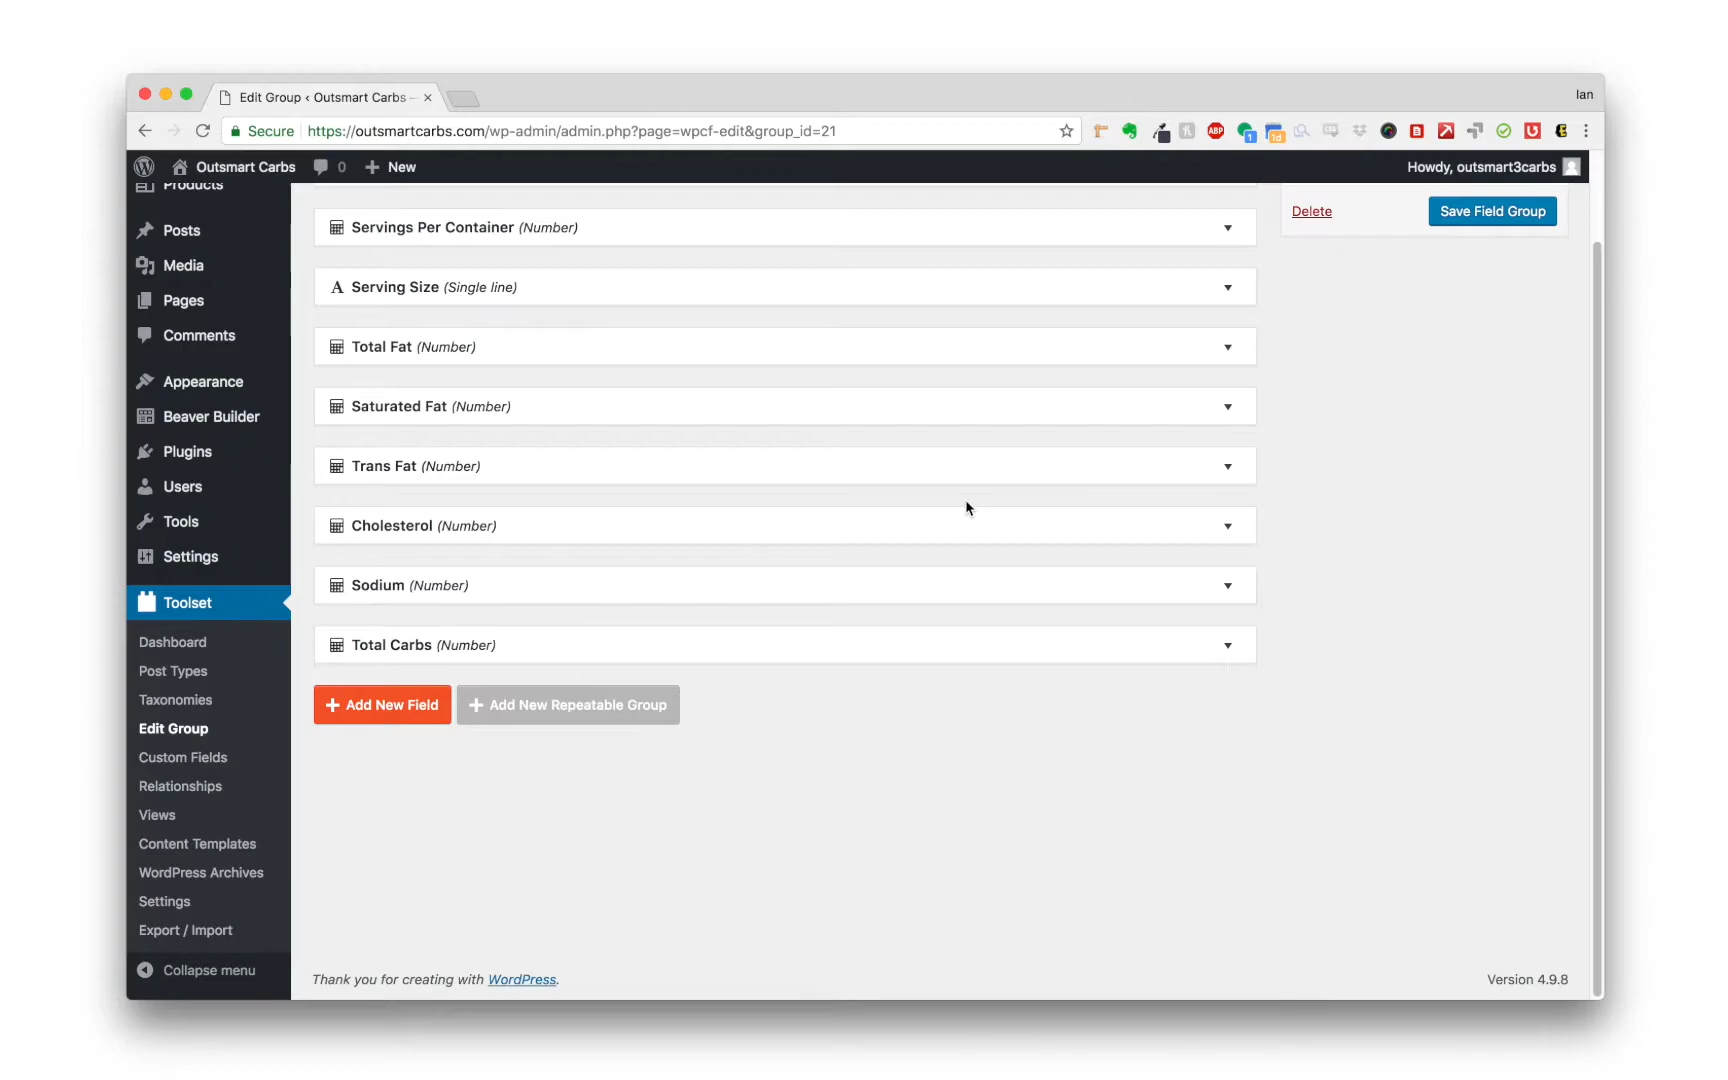 Edit Group ‹ Outsmart Carbs –
Ian
Secure https://outsmartcarbs.com/wp-admin/admin.php?page=wpcf-edit&group_id=21
ABP
1
1d
Outsmart Carbs 0 New
Howdy, outsmart3carbs
Products
Posts
Media
Pages
Comments
Appearance
Beaver Builder
Plugins
Users
Tools
Settings
Toolset
Dashboard
Post Types
Taxonomies
Edit Group
Custom Fields
Relationships
Views
Content Templates
WordPress Archives
Settings
Export / Import
Collapse menu
Servings Per Container (Number)
A Serving Size (Single line)
Total Fat (Number)
Saturated Fat (Number)
Trans Fat (Number)
Cholesterol (Number)
Sodium (Number)
Total Carbs (Number)
Add New Field
Add New Repeatable Group
Delete
Save Field Group
Thank you for creating with WordPress.
Version 4.9.8